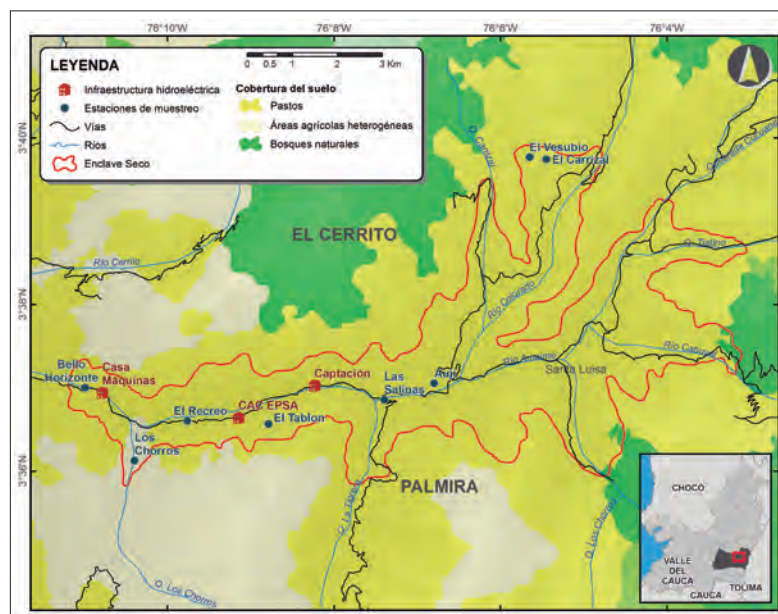 76°10'W
76°8'W
76°6'W
76°4'W
LEYENDA
Infraestructura hidroeléctrica
Estaciones de muestreo
Vías
Ríos
Enclave Seco
0 0.5 1 2 3 Km
Cobertura del suelo
Pastos
Áreas agrícolas heterogéneas
Bosques naturales
3°40'N
3°38'N
3°36'N
Q. Carrizal
El Vesubio
El Carrizal
EL CERRITO
Río Cerrito
Q. Tiatino
Río Coronado
Río Amaime
Santa Luisa
Bello
Horizonte
Casa
Máquinas
Captación
Las
Salinas
El Recreo
CAC EPSA
El Tablon
Los
Chorros
PALMIRA
Q. Los Chorros
Q. Los Chorros
CHOCÓ
VALLE
DEL
CAUCA
CAUCA
TOLIMA